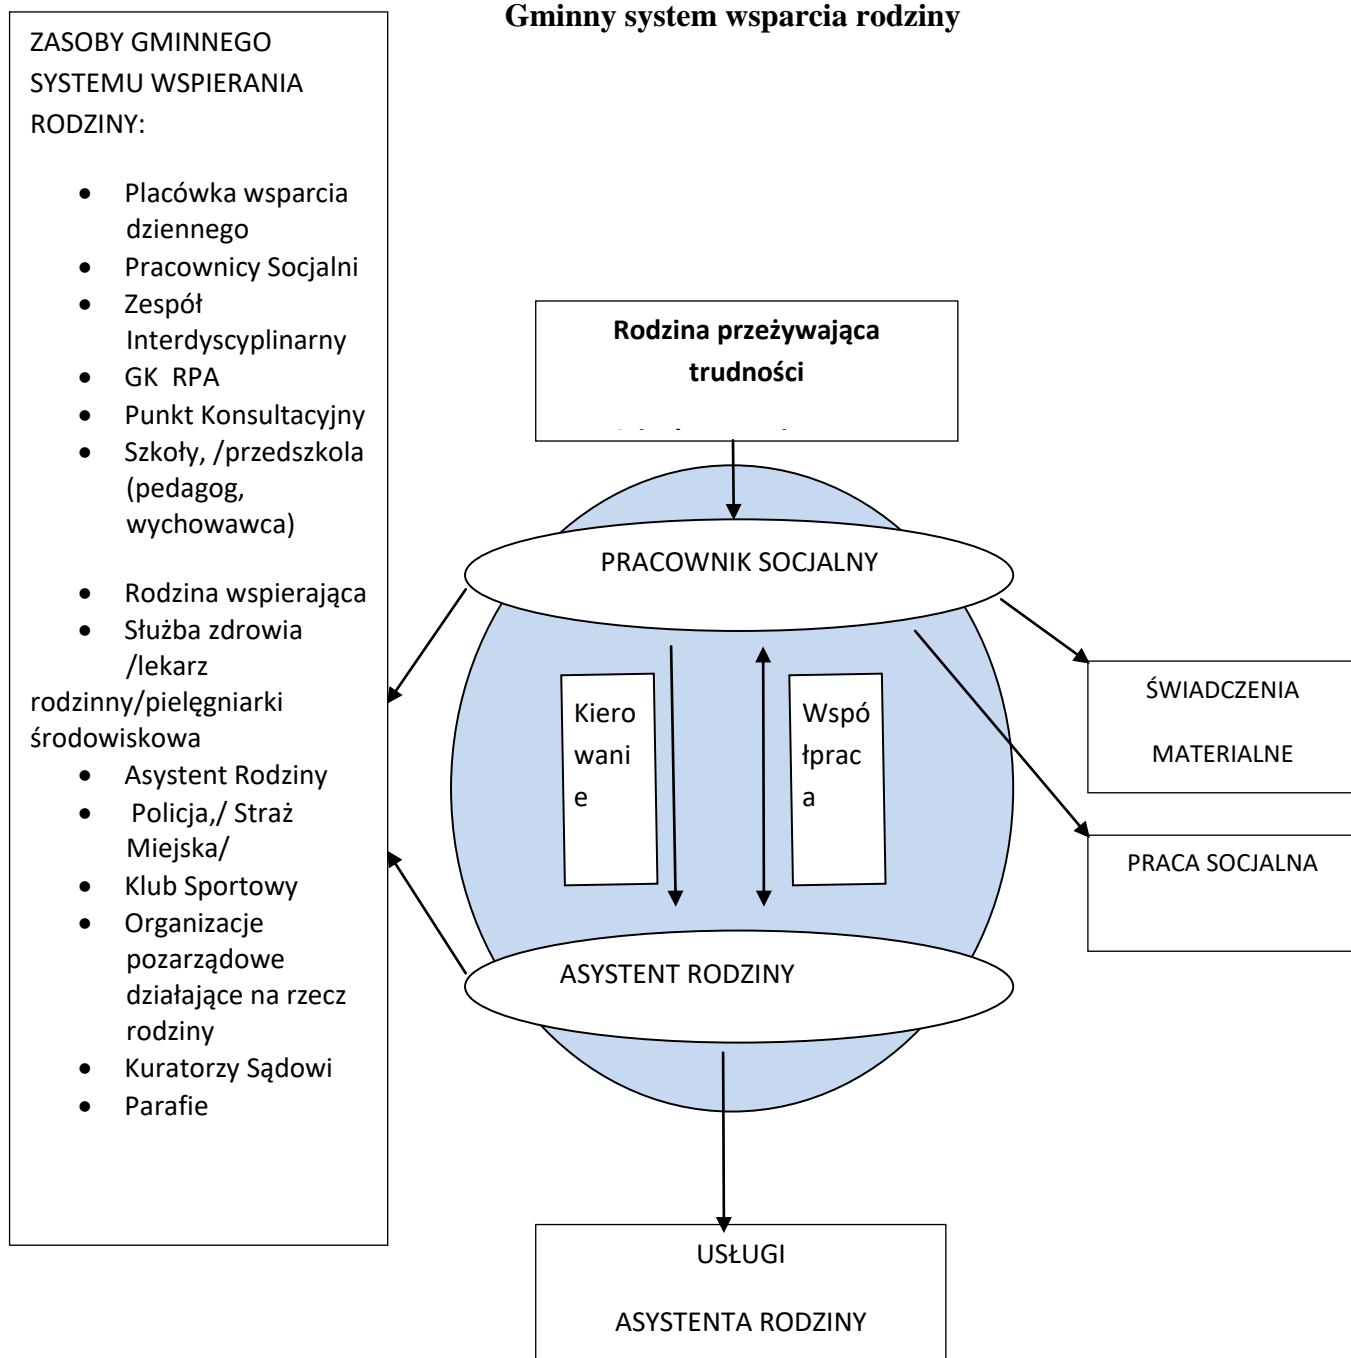 Gminny system wsparcia rodziny
ZASOBY GMINNEGO
SYSTEMU WSPIERANIA
RODZINY:
• Placówka wsparcia
dziennego
• Pracownicy Socjalni
• Zespół
Interdyscyplinarny
• GK RPA
• Punkt Konsultacyjny
• Szkoły, /przedszkola
(pedagog,
wychowawca)
• Rodzina wspierająca
• Służba zdrowia
/lekarz
rodzinny/pielęgniarki
środowiskowa
• Asystent Rodziny
• Policja,/ Straż
Miejska/
• Klub Sportowy
• Organizacje
pozarządowe
działające na rzecz
rodziny
• Kuratorzy Sądowi
• Parafie
Rodzina przeżywająca
trudności
PRACOWNIK SOCJALNY
Kiero
wani
e
Wspó
łprac
a
ASYSTENT RODZINY
ŚWIADCZENIA
MATERIALNE
PRACA SOCJALNA
USŁUGI
ASYSTENTA RODZINY